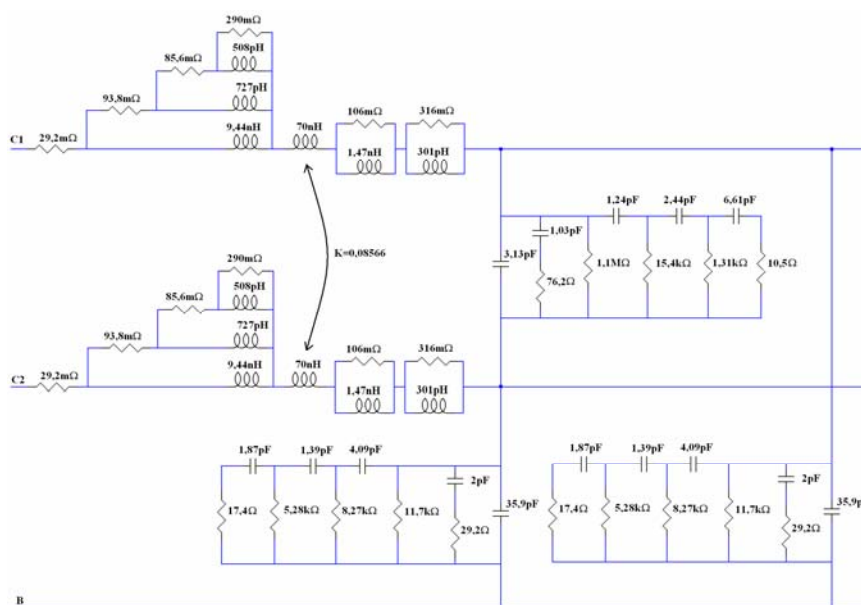 290mΩ
508pH
85,6mΩ
727pH
93,8mΩ
9,44nH
70nH
106mΩ
316mΩ
C1
29,2mΩ
1,47nH
301pH
1,24pF
2,44pF
6,61pF
1,03pF
3,13pF
1,1MΩ
15,4kΩ
1,31kΩ
10,5Ω
76,2Ω
K=0,08566
290mΩ
508pH
85,6mΩ
727pH
93,8mΩ
9,44nH
70nH
106mΩ
316mΩ
C2
29,2mΩ
1,47nH
301pH
1,87pF
1,39pF
4,09pF
2pF
35,9pF
17,4Ω
5,28kΩ
8,27kΩ
11,7kΩ
29,2Ω
1,87pF
1,39pF
4,09pF
2pF
35,9p
17,4Ω
5,28kΩ
8,27kΩ
11,7kΩ
29,2Ω
B